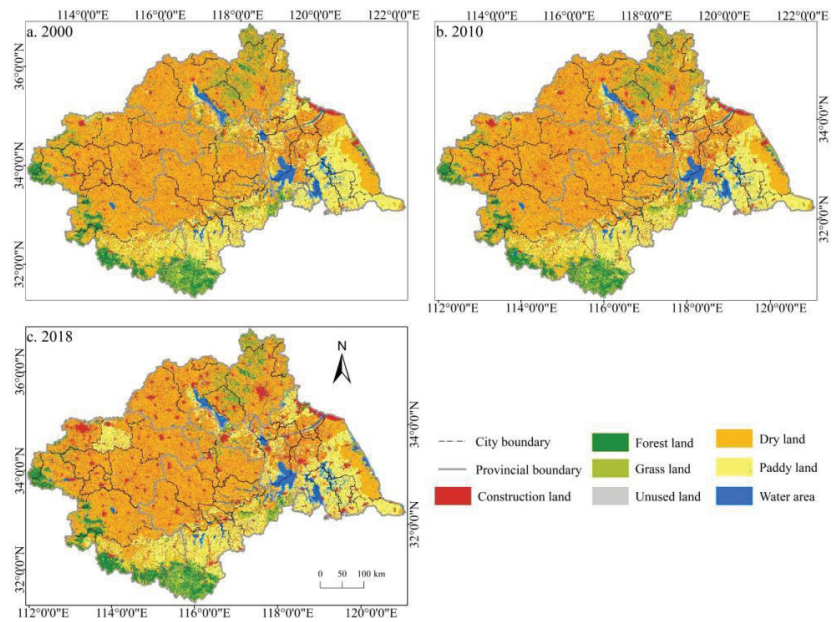 114°0'0"E 116°0'0"E 118°0'0"E 120°0'0"E 122°0'0"E
114°0'0"E 116°0'0"E 118°0'0"E 120°0'0"E 122°0'0"E
a. 2000
b. 2010
36°0'0"N
34°0'0"N
32°0'0"N
34°0'0"N
32°0'0"N
112°0'0"E 114°0'0"E 116°0'0"E 118°0'0"E 120°0'0"E
c. 2018
N
36°0'0"N
34°0'0"N
32°0'0"N
34°0'0"N
32°0'0"N
0 50 100 km
112°0'0"E 114°0'0"E 116°0'0"E 118°0'0"E 120°0'0"E
City boundary
Forest land
Dry land
Provincial boundary
Grass land
Paddy land
Construction land
Unused land
Water area